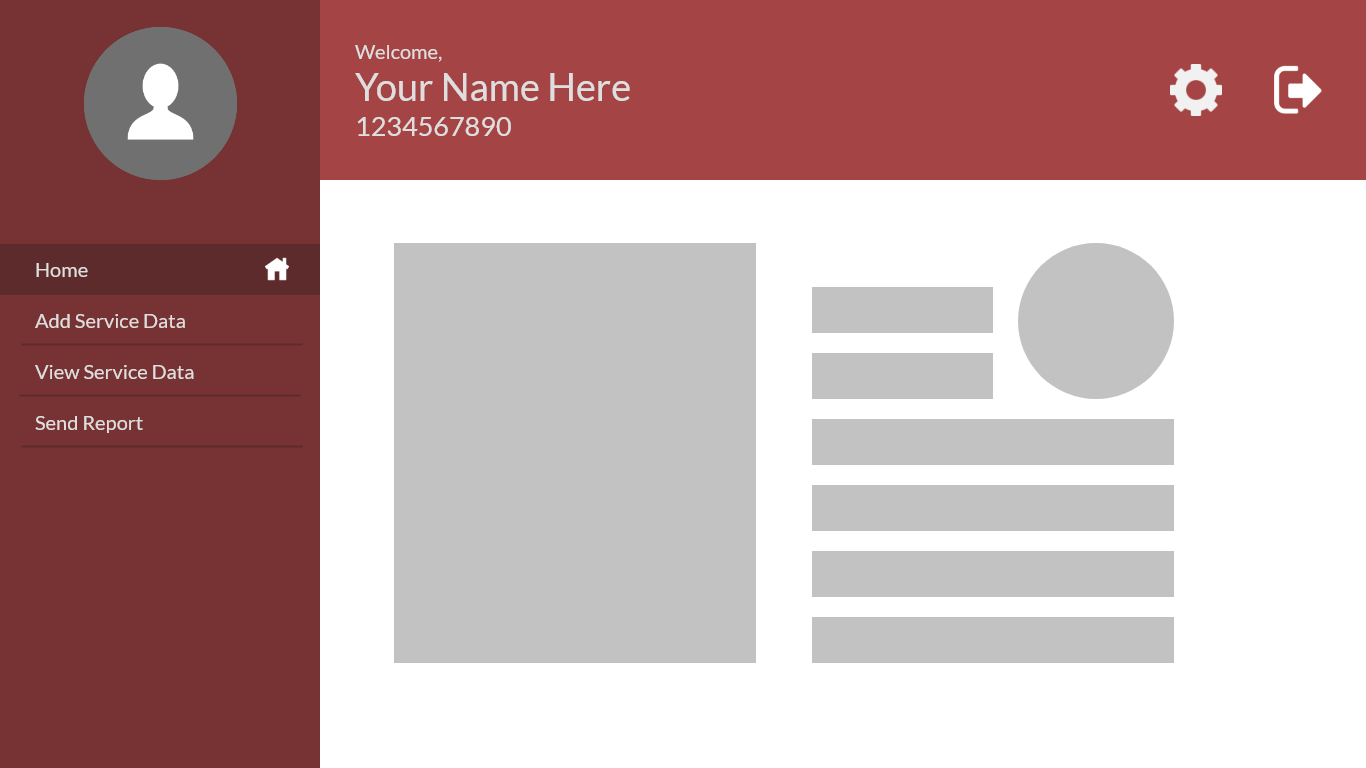 Welcome,
Your Name Here
1234567890
Home
Add Service Data
View Service Data
Send Report